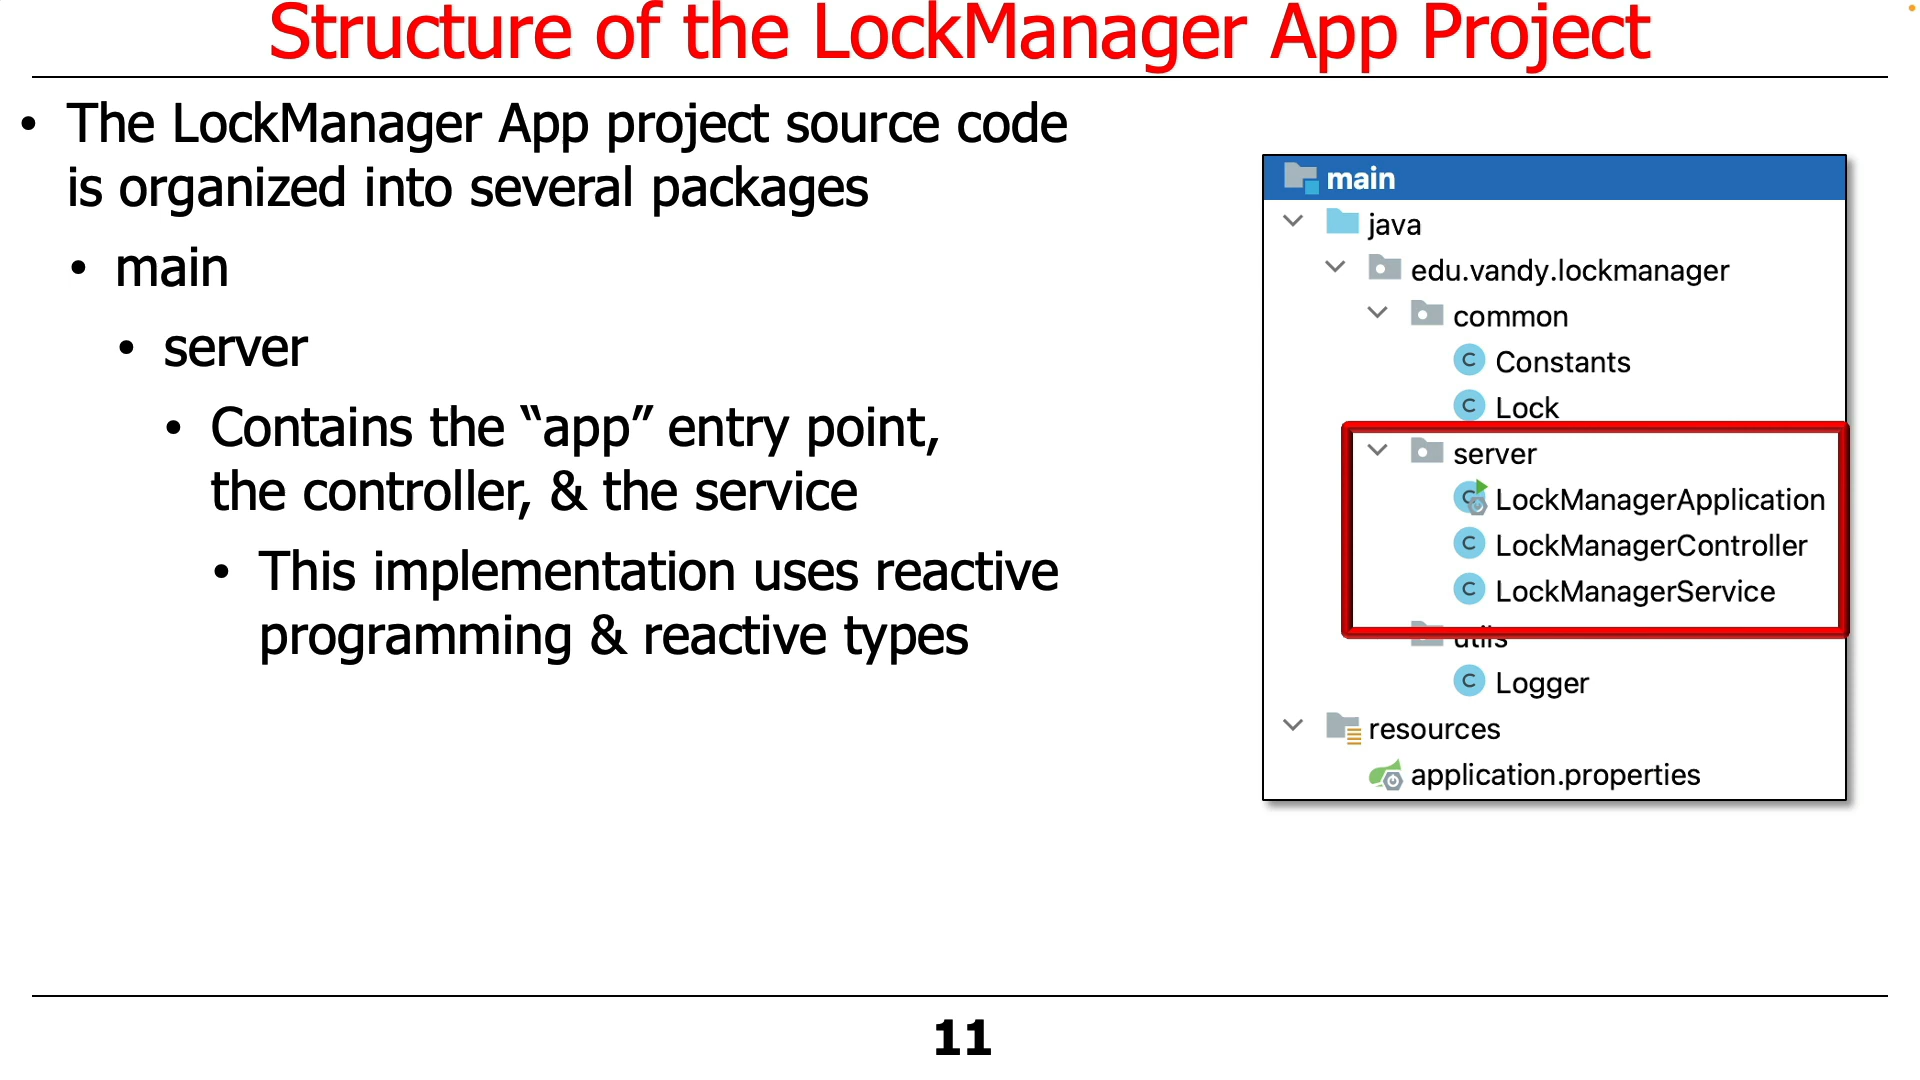 Structure of the LockManager App Project
• The LockManager App project source code
is organized into several packages
• main
• server
• Contains the “app” entry point,
the controller, & the service
• This implementation uses reactive
programming & reactive types
main
java
edu.vandy.lockmanager
common
C Constants
C Lock
server
C LockManagerApplication
C LockManagerController
C LockManagerService
utils
C Logger
resources
application.properties
11